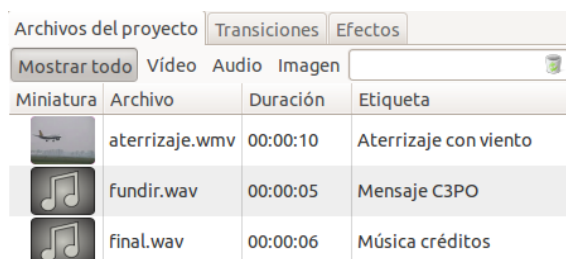 Archivos del proyecto Transiciones Efectos
Mostrar todo Vídeo Audio Imagen
Miniatura Archivo Duración Etiqueta
aterrizaje.wmv 00:00:10 Aterrizaje con viento
fundir.wav 00:00:05 Mensaje C3PO
final.wav 00:00:06 Música créditos